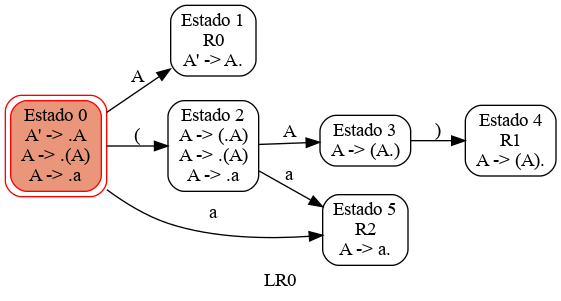 Estado 0
A' -> .A
A -> .(A)
A -> .a
A
(
a
Estado 1
R0
A' -> A.
Estado 2
A -> (.A)
A -> .(A)
A -> .a
A
a
Estado 3
A -> (A.)
)
Estado 4
R1
A -> (A).
Estado 5
R2
A -> a.
LR0